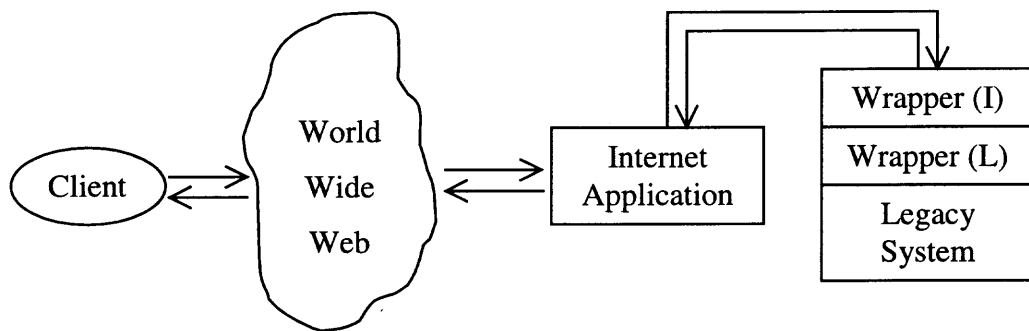 Client
World
Wide
Web
Internet
Application
Wrapper (I)
Wrapper (L)
Legacy
System